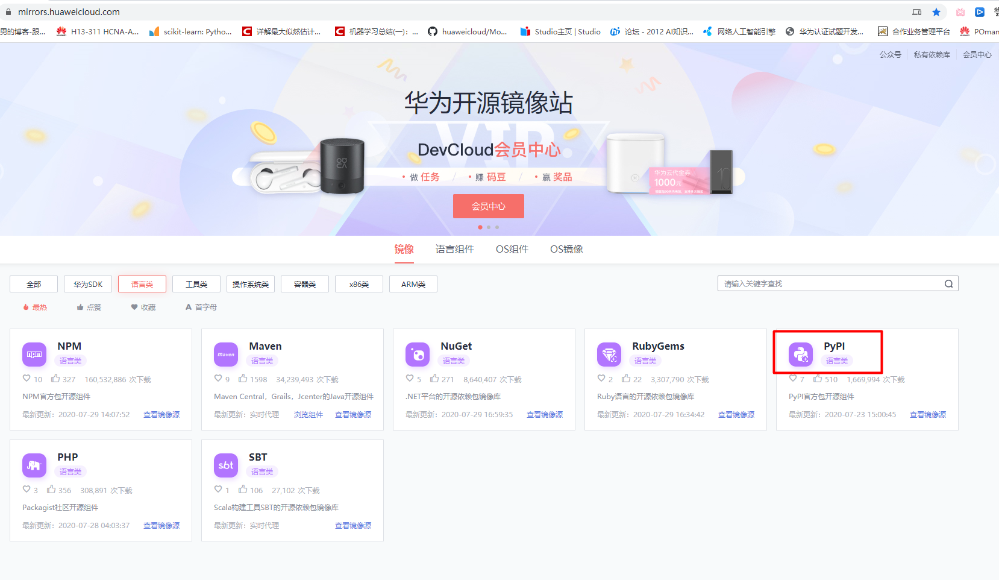 mirrors.huaweicloud.com
男的博客-跟... H13-311 HCNA-A... scikit-learn: Pytho... 详解最大似然估计... 机器学习总结(一)：... huaweicloud/Mo... Studio主页 | Studio 论坛 - 2012 AI知识... 网络人工智能引擎 华为认证试题开发... 合作业务管理平台 POman
公众号 私有依赖库 会员中心
华为开源镜像站
VIP
DevCloud会员中心
• 做 任务 / • 赚 码豆 / • 赢 奖品
华为云代金券
1000元
10
会员中心
镜像 语言组件 OS组件 OS镜像
全部 华为SDK 语言类 工具类 操作系统类 容器类 x86类 ARM类 请输入关键字查找
最热 点赞 收藏 A 首字母
npm NPM
语言类
10 327 160,532,886 次下载
NPM官方包开源组件
最新更新：2020-07-29 14:07:52 查看镜像源
maven Maven
语言类
9 1598 34,239,493 次下载
Maven Central，Grails，Jcenter的Java开源组件
最新更新：实时代理 浏览组件 查看镜像源
NuGet
语言类
5 271 8,640,407 次下载
.NET平台的开源依赖包镜像库
最新更新：2020-07-29 16:59:35 查看镜像源
RubyGems
语言类
2 22 3,307,790 次下载
Ruby语言的开源依赖包镜像库
最新更新：2020-07-29 16:34:42 查看镜像源
PyPI
语言类
7 510 1,669,994 次下载
PyPI官方包开源组件
最新更新：2020-07-23 15:00:45 查看镜像源
PHP
语言类
3 356 308,891 次下载
Packagist社区开源组件
最新更新：2020-07-28 04:03:37 查看镜像源
sbt SBT
语言类
1 106 27,102 次下载
Scala构建工具SBT的开源依赖包镜像库
最新更新：实时代理 查看镜像源